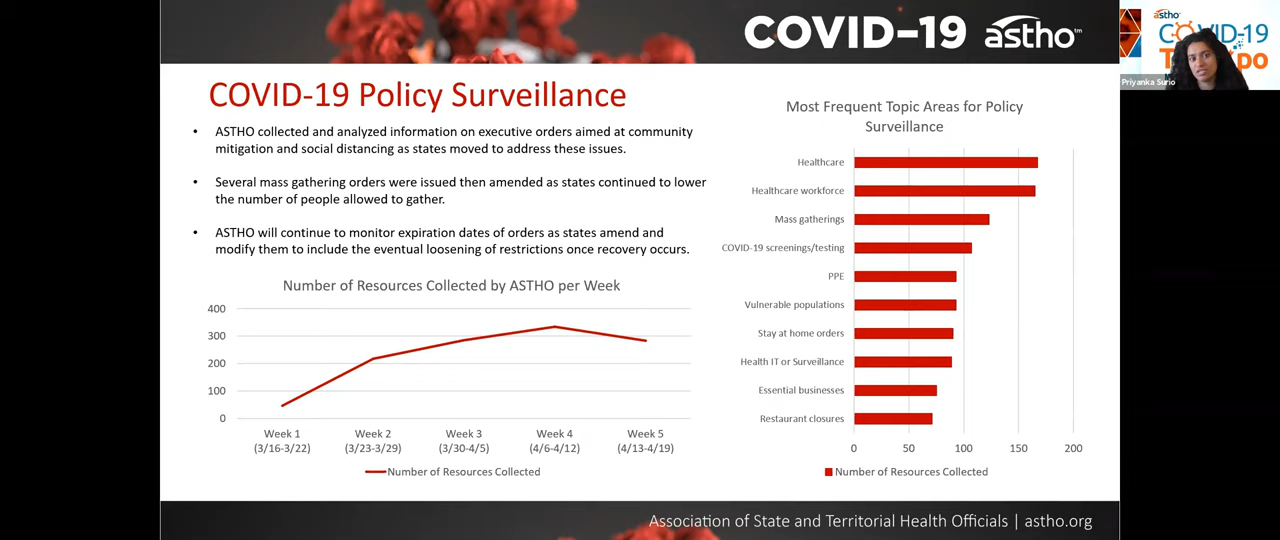 COVID-19 astho™
COVID-19 Policy Surveillance
• ASTHO collected and analyzed information on executive orders aimed at community
mitigation and social distancing as states moved to address these issues.
• Several mass gathering orders were issued then amended as states continued to lower
the number of people allowed to gather.
• ASTHO will continue to monitor expiration dates of orders as states amend and
modify them to include the eventual loosening of restrictions once recovery occurs.
Number of Resources Collected by ASTHO per Week
400
300
200
100
0
Week 1 Week 2 Week 3 Week 4 Week 5
(3/16-3/22) (3/23-3/29) (3/30-4/5) (4/6-4/12) (4/13-4/19)
Number of Resources Collected
Most Frequent Topic Areas for Policy
Surveillance
Healthcare
Healthcare workforce
Mass gatherings
COVID-19 screenings/testing
PPE
Vulnerable populations
Stay at home orders
Health IT or Surveillance
Essential businesses
Restaurant closures
0 50 100 150 200
Number of Resources Collected
Association of State and Territorial Health Officials | astho.org
astho
Priyanka Surio